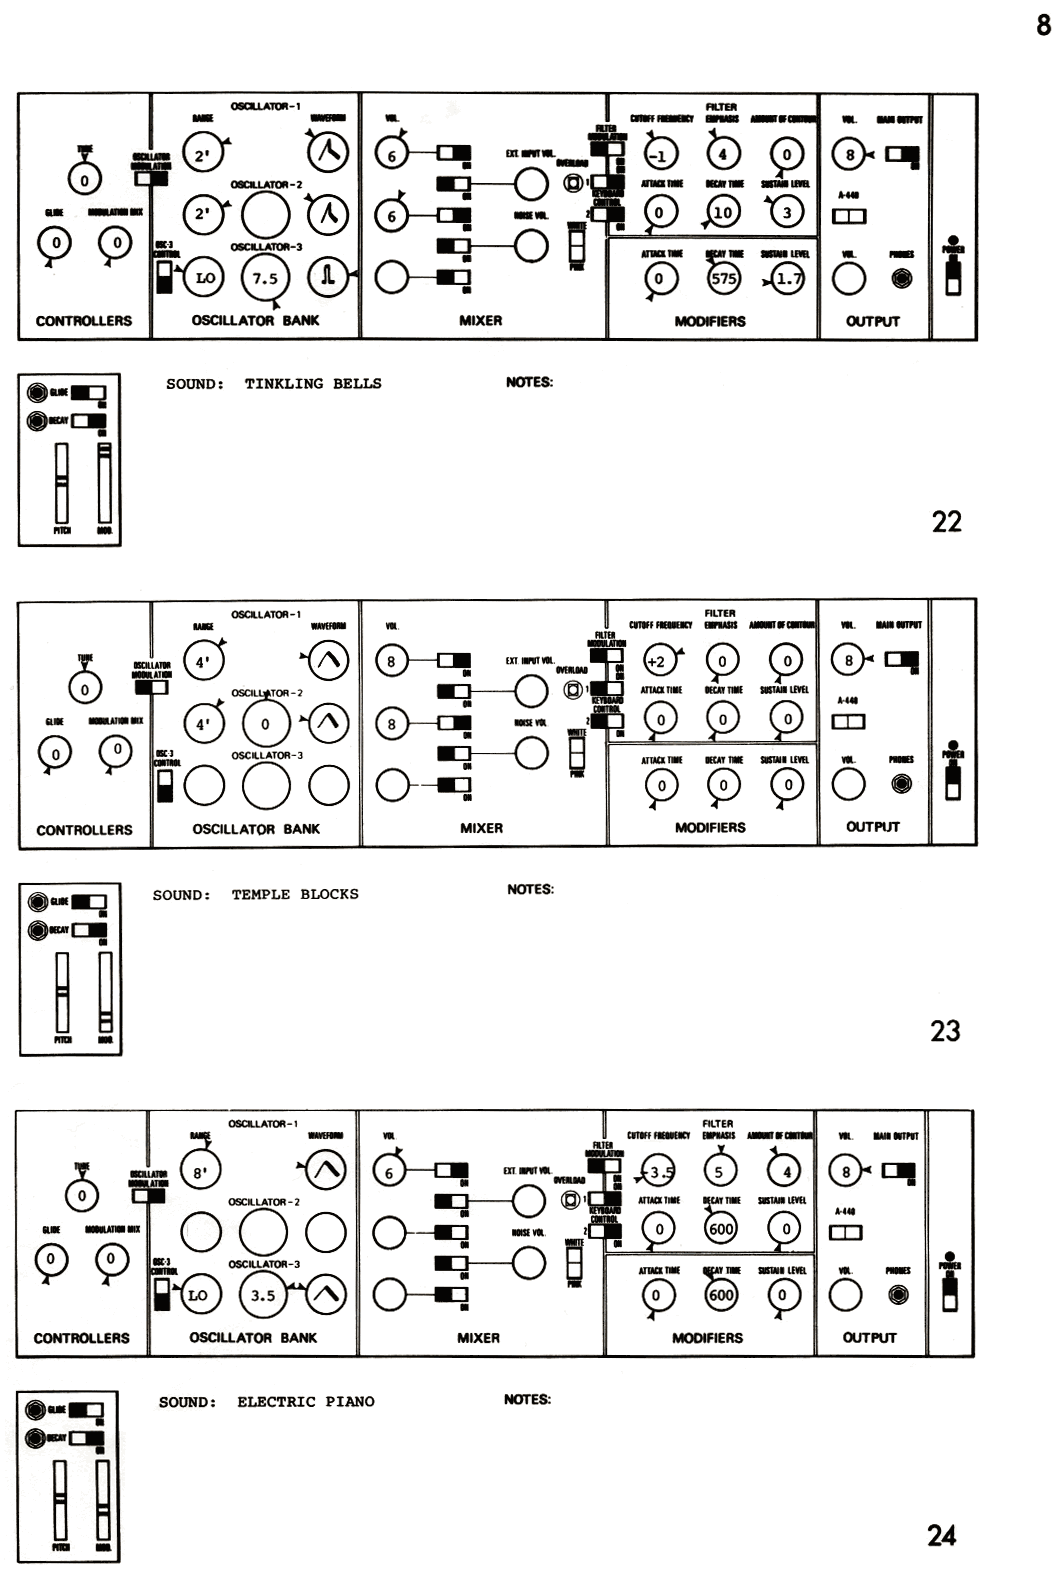 8
OSCILLATOR-1
FILTER
RANGE WAVEFORM VOL. CUTOFF FREQUENCY EMPHASIS AMOUNT OF CONTOUR VOL. MAIN OUTPUT
FILTER MODULATION
TUNE OSCILLATOR MODULATION 2' 6 ON EXT. INPUT VOL. OVERLOAD ON -1 4 0 8 ON
0 ON 1 ON
OSCILLATOR-2 KEYBOARD CONTROL ATTACK TIME DECAY TIME SUSTAIN LEVEL A-440
GLIDE MODULATION MIX 2' 6 ON NOISE VOL. 2 ON 0 10 3
0 0 WHITE
OSC-3 CONTROL OSCILLATOR-3 ON PINK ATTACK TIME DECAY TIME SUSTAIN LEVEL VOL. PHONES POWER ON
LO 7.5 ON 0 575 1.7
CONTROLLERS OSCILLATOR BANK MIXER MODIFIERS OUTPUT
GLIDE ON SOUND: TINKLING BELLS NOTES:
DECAY ON
PITCH MOD.
22
OSCILLATOR-1
FILTER
RANGE WAVEFORM VOL. CUTOFF FREQUENCY EMPHASIS AMOUNT OF CONTOUR VOL. MAIN OUTPUT
FILTER MODULATION
TUNE OSCILLATOR MODULATION 4' 8 ON EXT. INPUT VOL. OVERLOAD ON +2 0 0 8 ON
0 ON 1 ON
OSCILLATOR-2 KEYBOARD CONTROL ATTACK TIME DECAY TIME SUSTAIN LEVEL A-440
GLIDE MODULATION MIX 4' 0 8 ON NOISE VOL 2 ON 0 0 0
0 0 WHITE
OSC-3 CONTROL OSCILLATOR-3 ON PINK ATTACK TIME DECAY TIME SUSTAIN LEVEL VOL. PHONES POWER ON
ON 0 0 0
CONTROLLERS OSCILLATOR BANK MIXER MODIFIERS OUTPUT
GLIDE ON SOUND: TEMPLE BLOCKS NOTES:
DECAY ON
PITCH MOD.
23
OSCILLATOR-1
FILTER
RANGE WAVEFORM VOL. CUTOFF FREQUENCY EMPHASIS AMOUNT OF CONTOUR VOL. MAIN OUTPUT
FILTER MODULATION
TUNE OSCILLATOR MODULATION 8' 6 ON EXT. INPUT VOL. OVERLOAD ON -3.5 5 4 8 ON
0 ON 1 ON
OSCILLATOR-2 KEYBOARD CONTROL ATTACK TIME DECAY TIME SUSTAIN LEVEL A-440
GLIDE MODULATION MIX ON NOISE VOL. 2 ON 0 600 0
0 0 WHITE
OSC-3 CONTROL OSCILLATOR-3 ON PINK ATTACK TIME DECAY TIME SUSTAIN LEVEL VOL. PHONES POWER ON
LO 3.5 ON 0 600 0
CONTROLLERS OSCILLATOR BANK MIXER MODIFIERS OUTPUT
GLIDE ON SOUND: ELECTRIC PIANO NOTES:
DECAY ON
PITCH MOD.
24